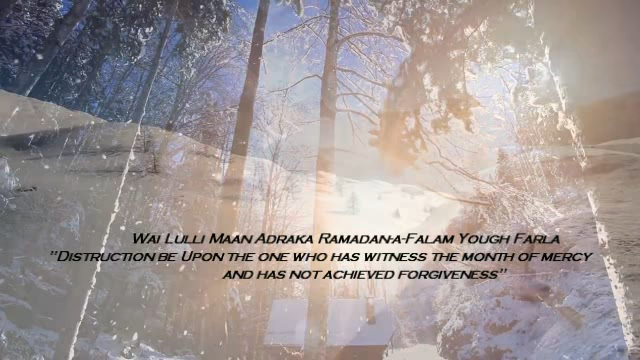 Wai Lulli Maan Adraka Ramadan-a-Falam Yough Farla
"Distruction be Upon the one who has witness the month of mercy
and has not achieved forgiveness"